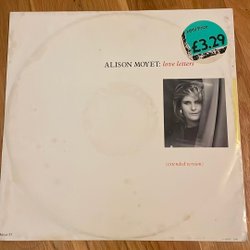 £3.29
ALISON MOYET: love letters
(extended version)